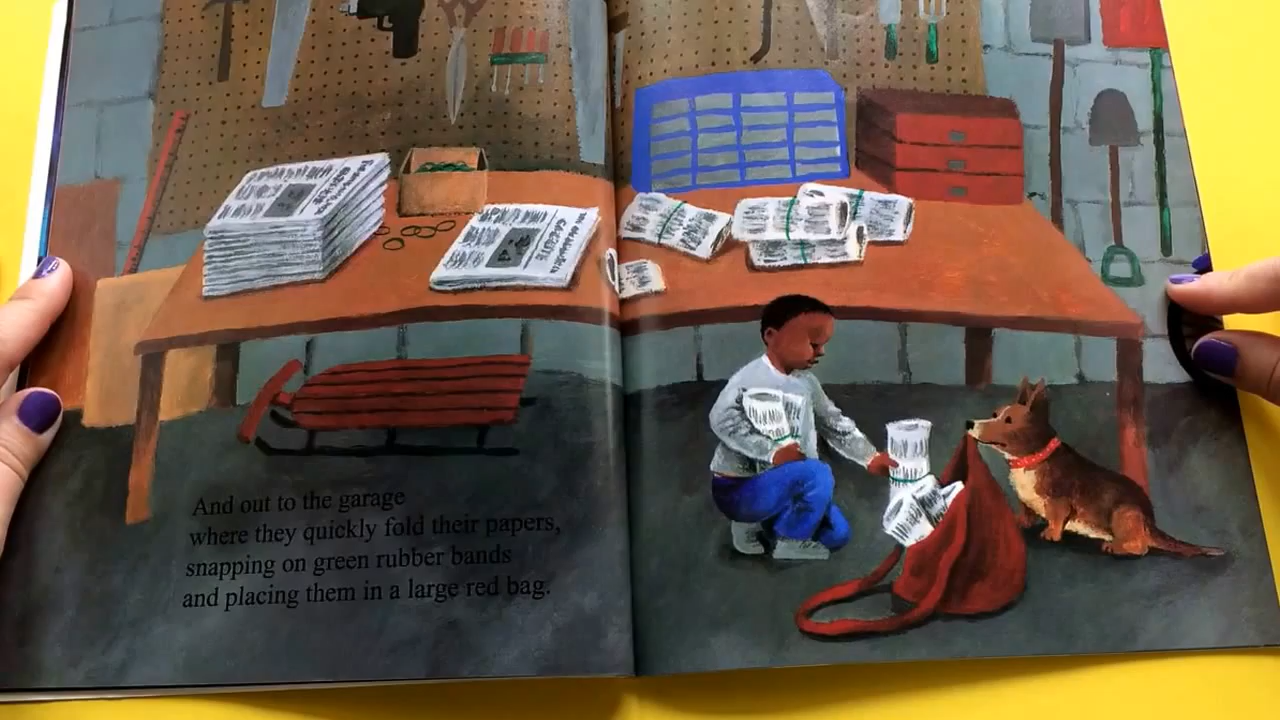 And out to the garage
where they quickly fold their papers,
snapping on green rubber bands
and placing them in a large red bag.